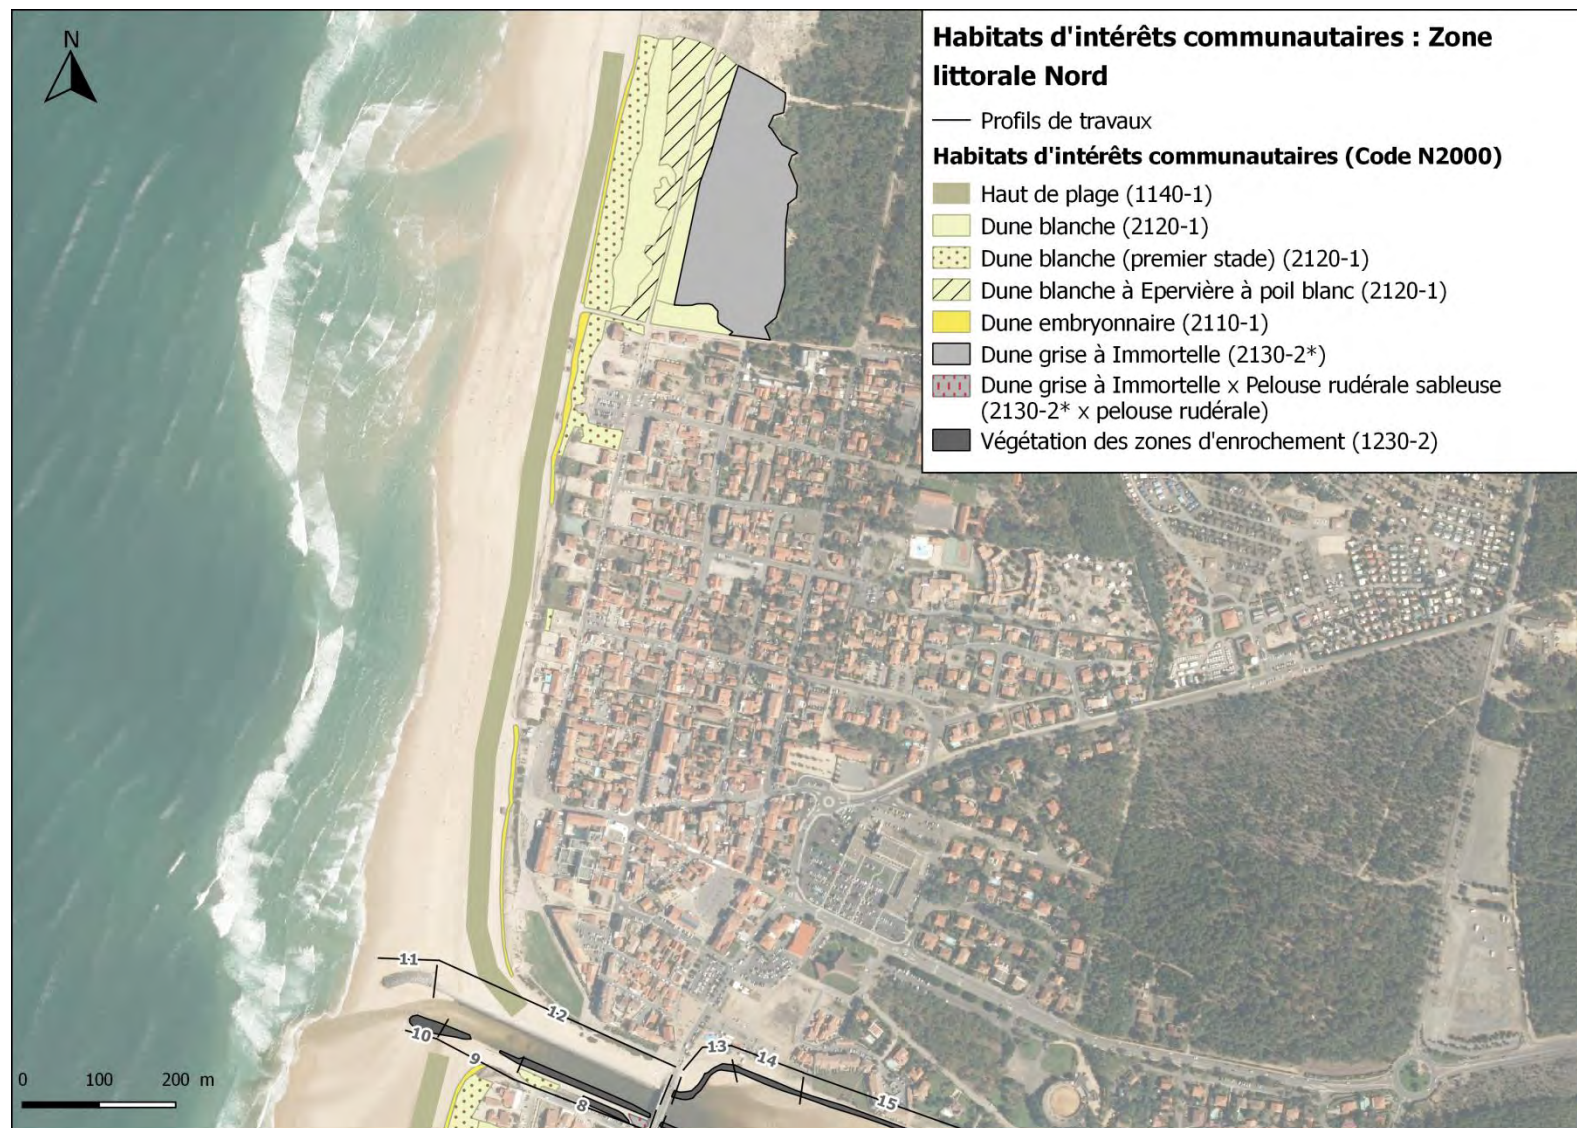 N
Habitats d'intérêts communautaires : Zone
littorale Nord
Profils de travaux
Habitats d'intérêts communautaires (Code N2000)
Haut de plage (1140-1)
Dune blanche (2120-1)
Dune blanche (premier stade) (2120-1)
Dune blanche à Epervière à poil blanc (2120-1)
Dune embryonnaire (2110-1)
Dune grise à Immortelle (2130-2*)
Dune grise à Immortelle x Pelouse rudérale sableuse
(2130-2* x pelouse rudérale)
Végétation des zones d'enrochement (1230-2)
11
12
10
9
8
13
14
15
0 100 200 m